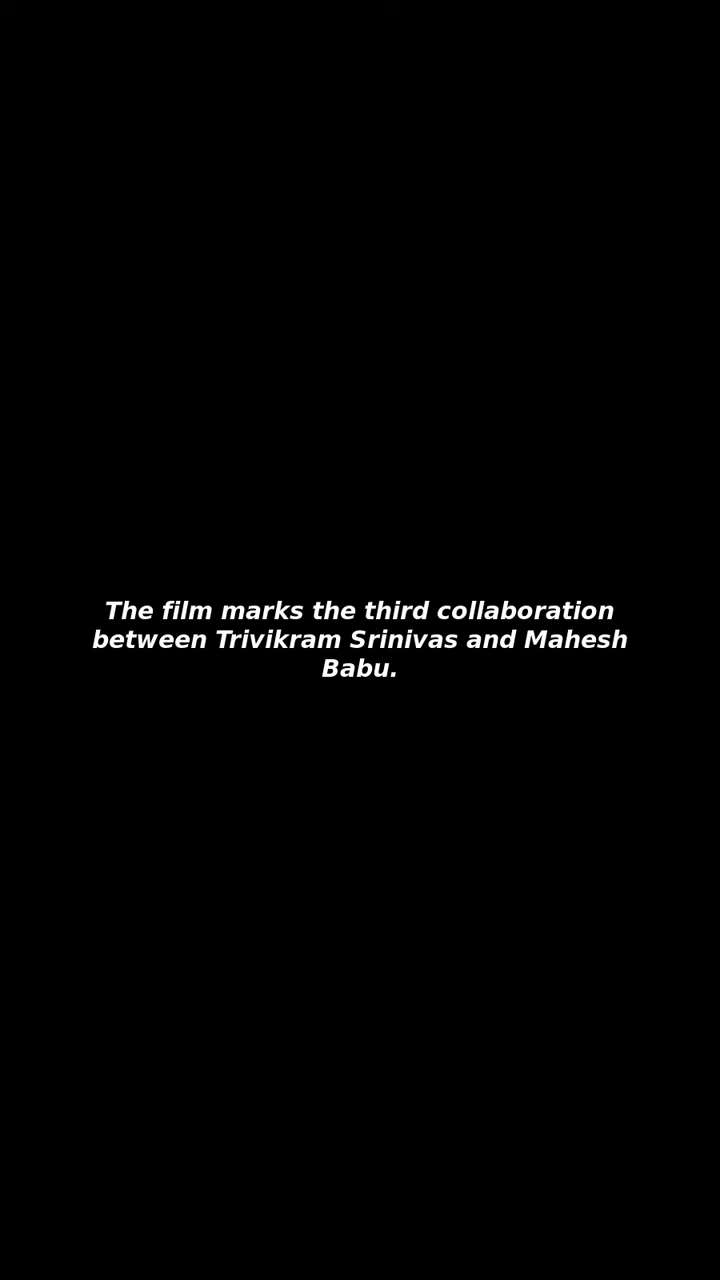 The film marks the third collaboration
between Trivikram Srinivas and Mahesh
Babu.